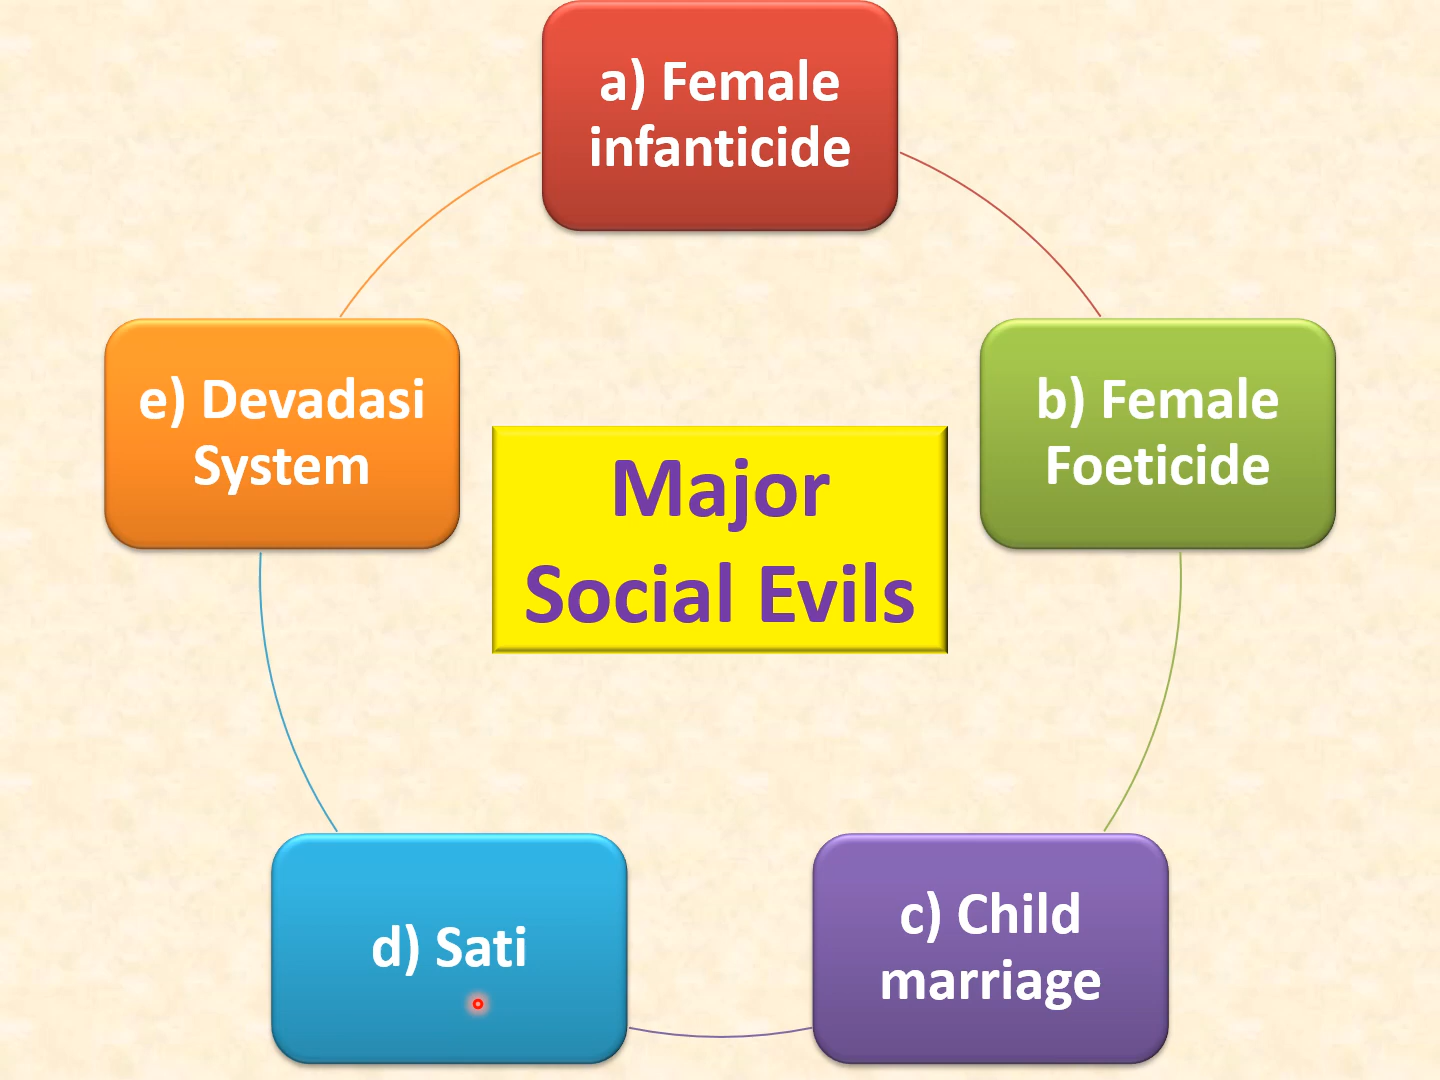 a) Female
infanticide
b) Female
Foeticide
c) Child
marriage
d) Sati
e) Devadasi
System
Major
Social Evils